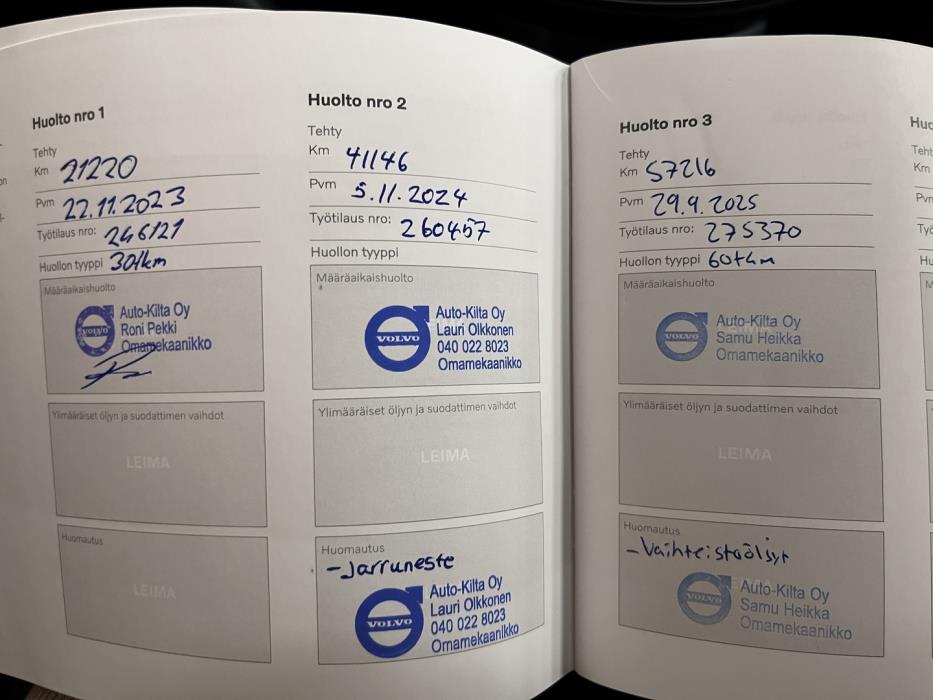 Huolto nro 1
Tehty
Km 21220
Pvm 22.11.2023
Työtilaus nro: 246121
Huollon tyyppi 30tkm
Määräaikaishuolto
VOLVO
Auto-Kilta Oy
Roni Pekki
Omamekaanikko
Ylimääräiset öljyn ja suodattimen vaihdot
LEIMA
Huomautus
LEIMA
Huolto nro 2
Tehty
Km 41146
Pvm 5.11.2024
Työtilaus nro: 260457
Huollon tyyppi
Määräaikaishuolto
VOLVO
Auto-Kilta Oy
Lauri Olkkonen
040 022 8023
Omamekaanikko
Ylimääräiset öljyn ja suodattimen vaihdot
LEIMA
Huomautus
-Jarruneste
VOLVO
Auto-Kilta Oy
Lauri Olkkonen
040 022 8023
Omamekaanikko
Huolto nro 3
Tehty
Km 57216
Pvm 29.9.2025
Työtilaus nro: 275370
Huollon tyyppi 60tkm
Määräaikaishuolto
VOLVO
Auto-Kilta Oy
Samu Heikka
Omamekaanikko
Ylimääräiset öljyn ja suodattimen vaihdot
LEIMA
Huomautus
-Vaihteistoöljyt
VOLVO
Auto-Kilta Oy
Samu Heikka
Omamekaanikko
Km